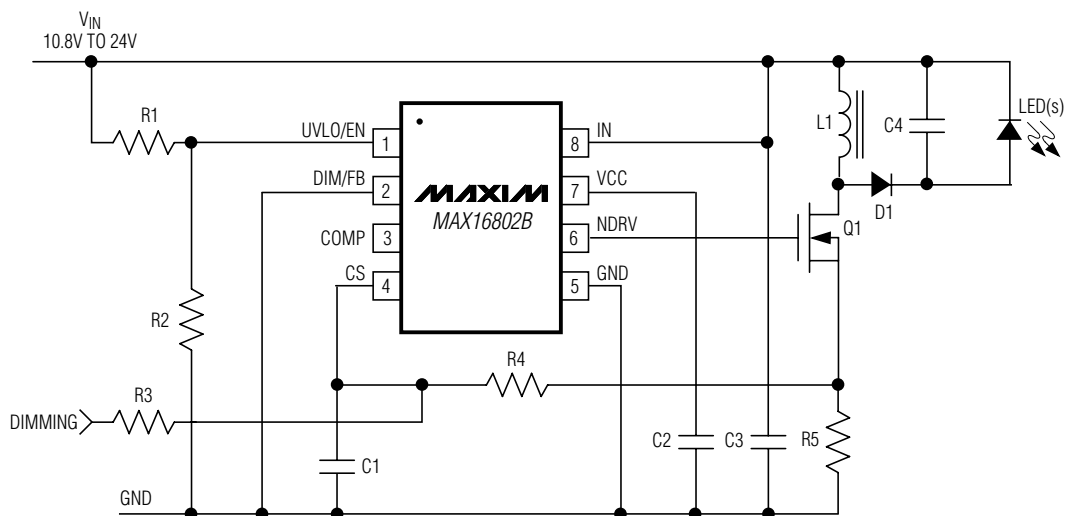 VIN
10.8V TO 24V
R1
UVLO/EN
1
DIM/FB
2
COMP
3
CS
4
MAXIM
MAX16802B
IN
8
VCC
7
NDRV
6
GND
5
L1
C4
LED(s)
D1
Q1
R2
R4
R3
DIMMING
C1
C2
C3
R5
GND